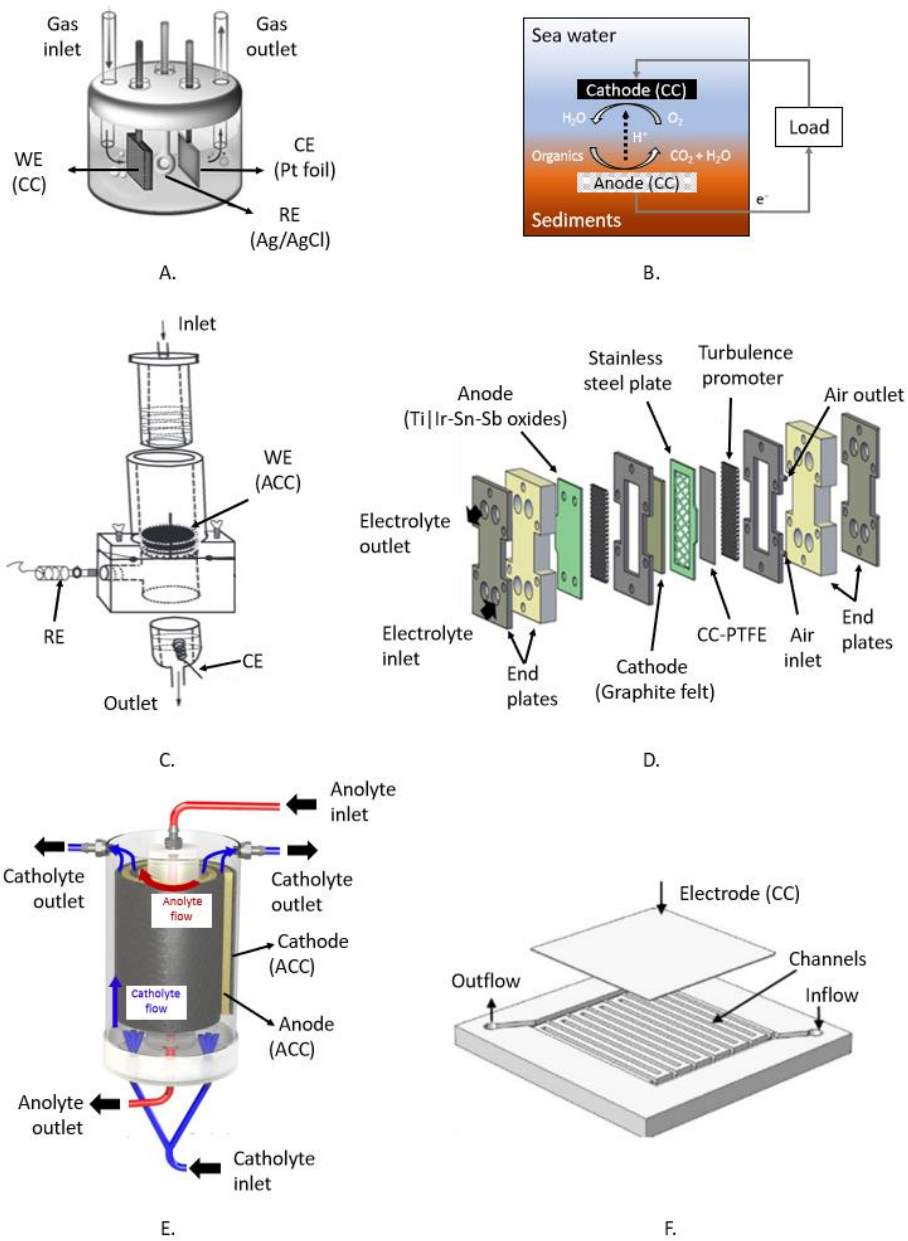 Gas
inlet
Gas
outlet
WE
(CC)
CE
(Pt foil)
RE
(Ag/AgCl)
A.
Sea water
Cathode (CC)
H₂O
O₂
H⁺
Organics
CO₂ + H₂O
Anode (CC)
Sediments
Load
e⁻
B.
Inlet
WE
(ACC)
RE
CE
Outlet
C.
Anode
(Ti|Ir-Sn-Sb oxides)
Stainless
steel plate
Turbulence
promoter
Air outlet
Electrolyte
outlet
Electrolyte
inlet
End
plates
Cathode
(Graphite felt)
CC-PTFE
Air
inlet
End
plates
D.
Anolyte
inlet
Catholyte
outlet
Catholyte
outlet
Anolyte
flow
Cathode
(ACC)
Catholyte
flow
Anode
(ACC)
Anolyte
outlet
Catholyte
inlet
E.
Electrode (CC)
Channels
Outflow
Inflow
F.